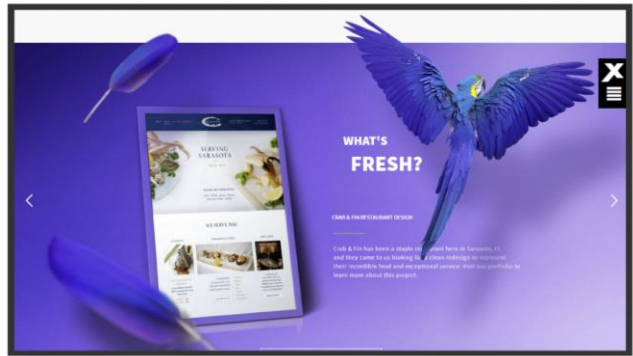 SERVING
SARASOTA
WHAT'S
FRESH?
CRAB & FIN RESTAURANT DESIGN
Crab & Fin has been a staple restaurant here in Sarasota, FL
and they came to us looking for a clean redesign to represent
their incredible food and exceptional service. Visit our portfolio to
learn more about this project.
WE SERVE YOU
X